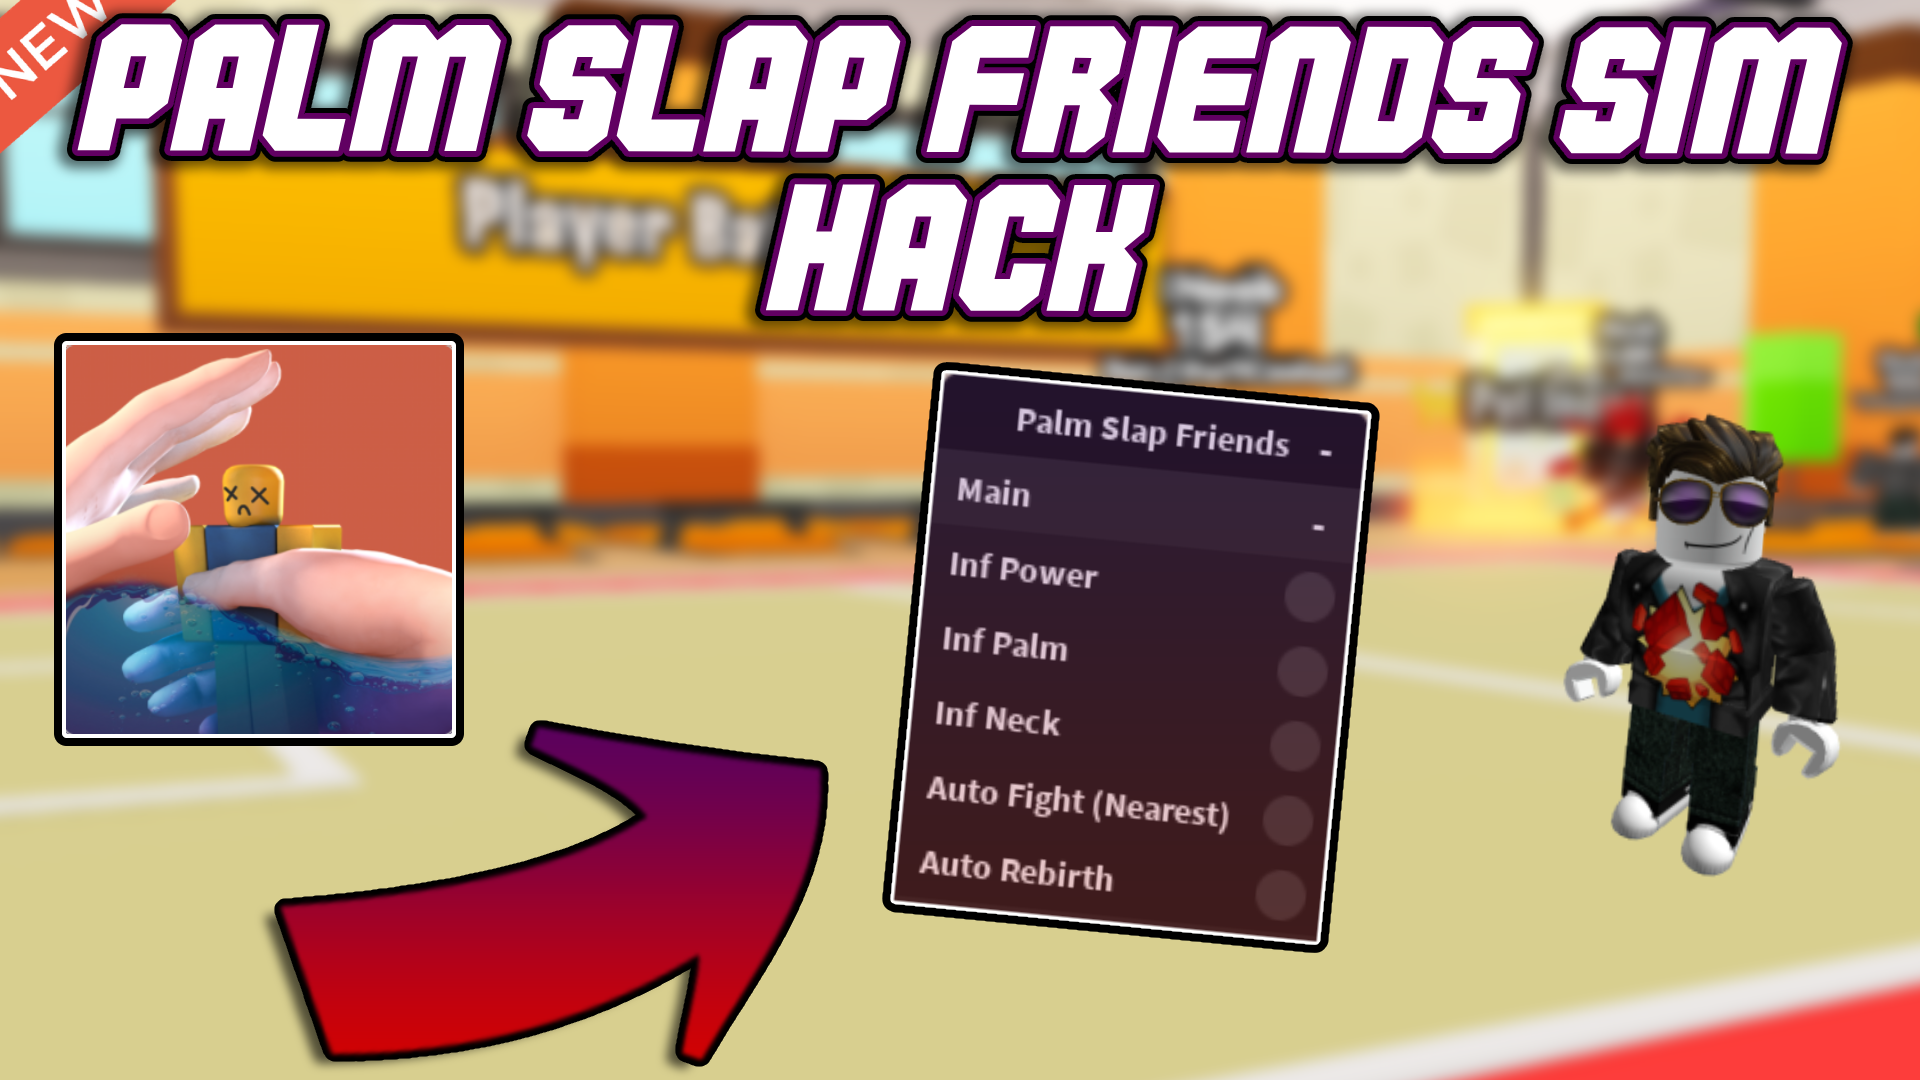 NEW
PALM SLAP FRIENDS SIM
HACK
Player
Palm Slap Friends -
Main -
Inf Power
Inf Palm
Inf Neck
Auto Fight (Nearest)
Auto Rebirth